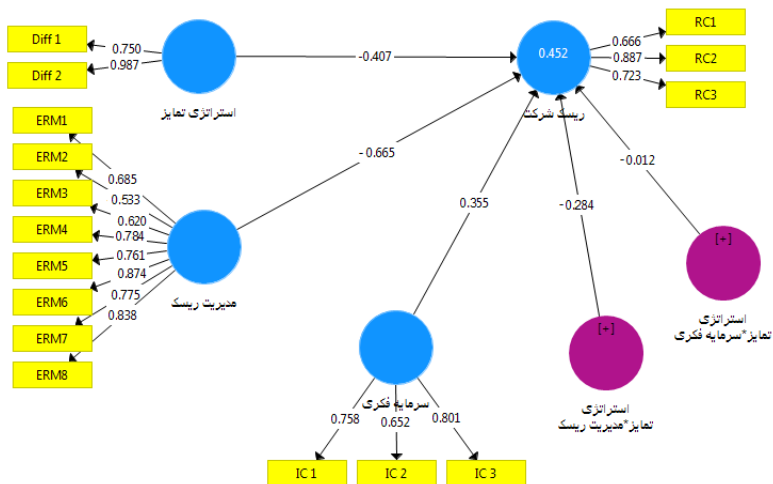 Diff 1
Diff 2
0.750
0.987
استراتژی تمایز
-0.407
0.452
ریسک شرکت
0.666
0.887
0.723
RC1
RC2
RC3
ERM1
ERM2
ERM3
ERM4
ERM5
ERM6
ERM7
ERM8
0.685
0.533
0.620
0.784
0.761
0.874
0.775
0.838
مدیریت ریسک
-0.665
0.355
-0.284
-0.012
[+]
استراتژی
تمایز*سرمایه فکری
[+]
استراتژی
تمایز*مدیریت ریسک
سرمایه فکری
0.758
0.652
0.801
IC 1
IC 2
IC 3